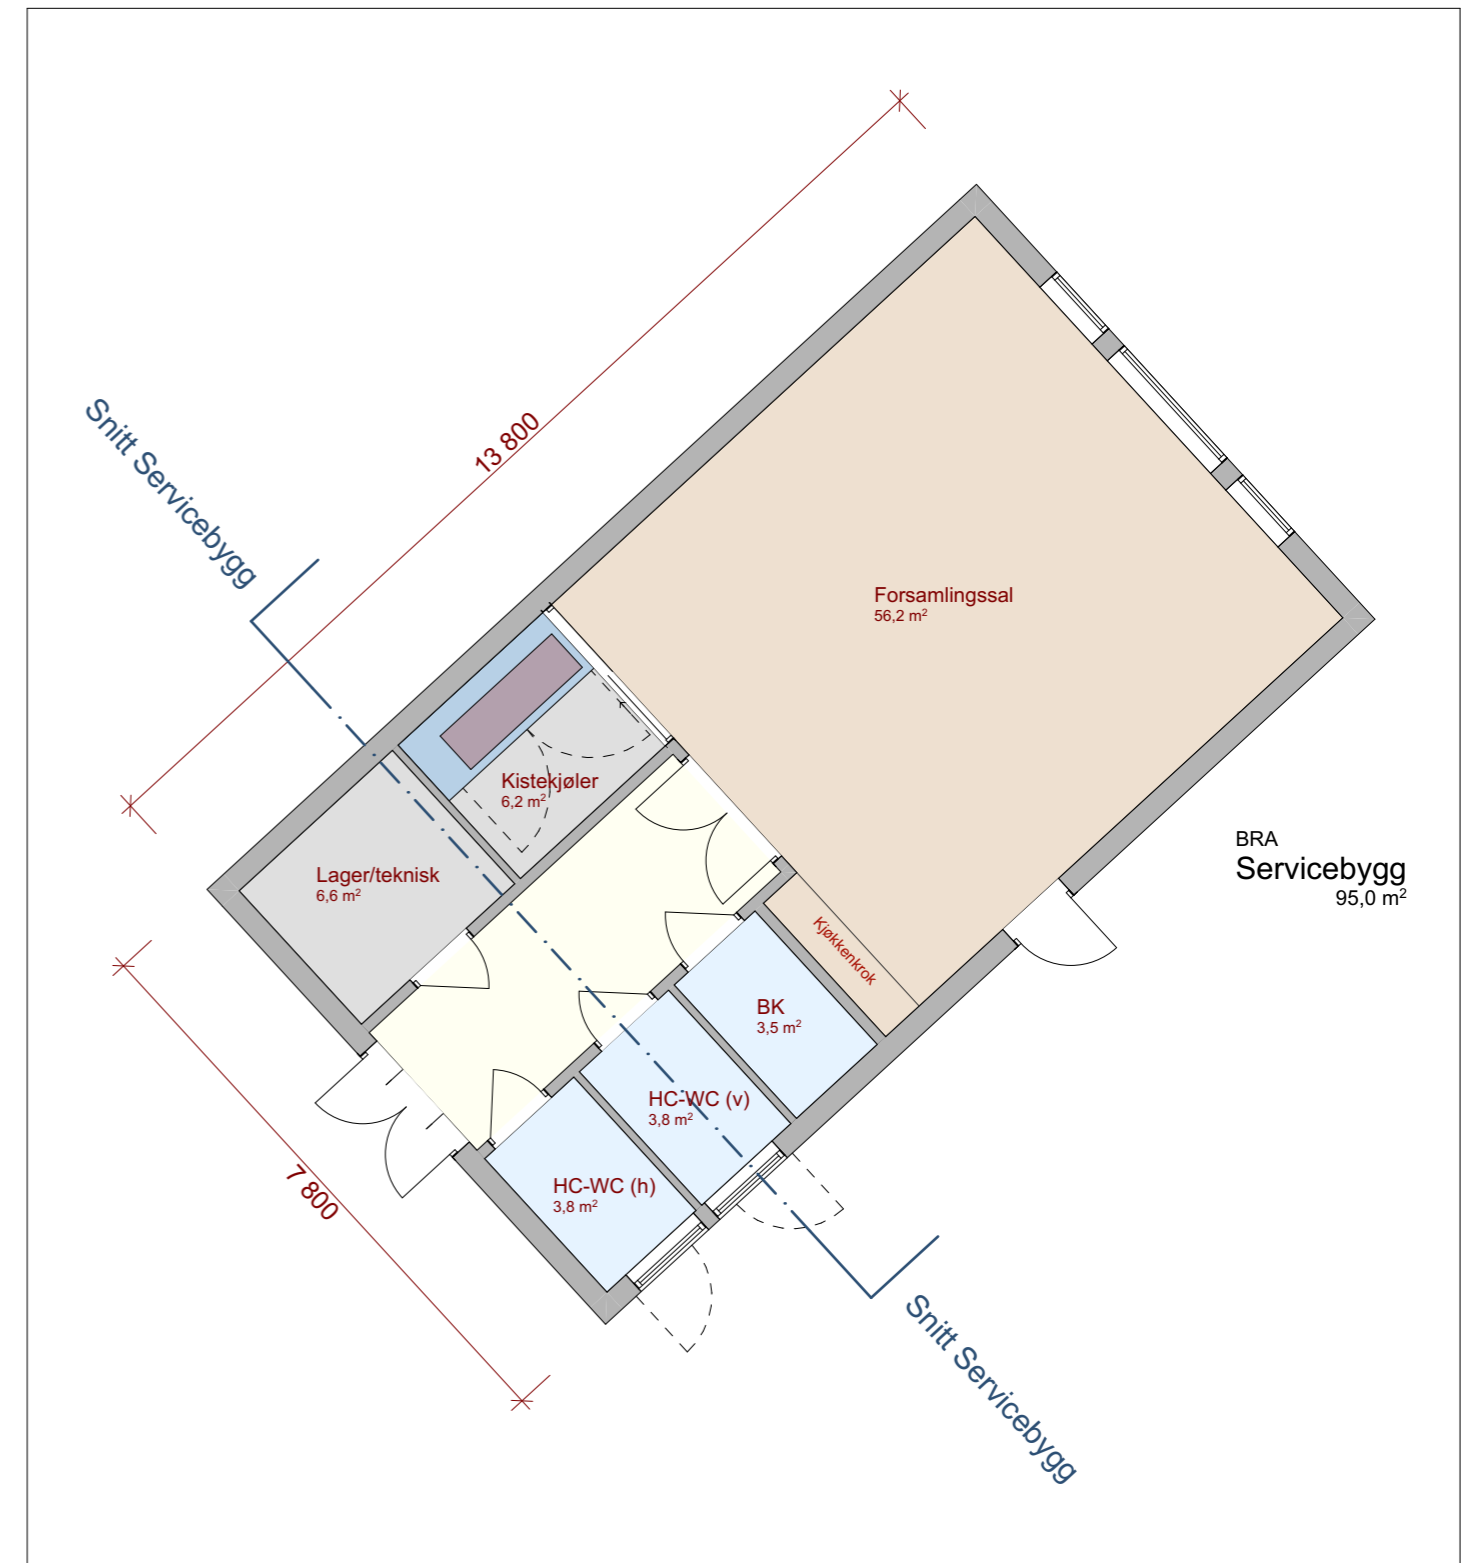 13 800
Snitt Servicebygg
Forsamlingssal
56,2 m²
Kistekjøler
6,2 m²
BRA
Servicebygg
95,0 m²
Lager/teknisk
6,6 m²
Kjøkkenkrok
BK
3,5 m²
HC-WC (v)
3,8 m²
HC-WC (h)
3,8 m²
7 800
Snitt Servicebygg